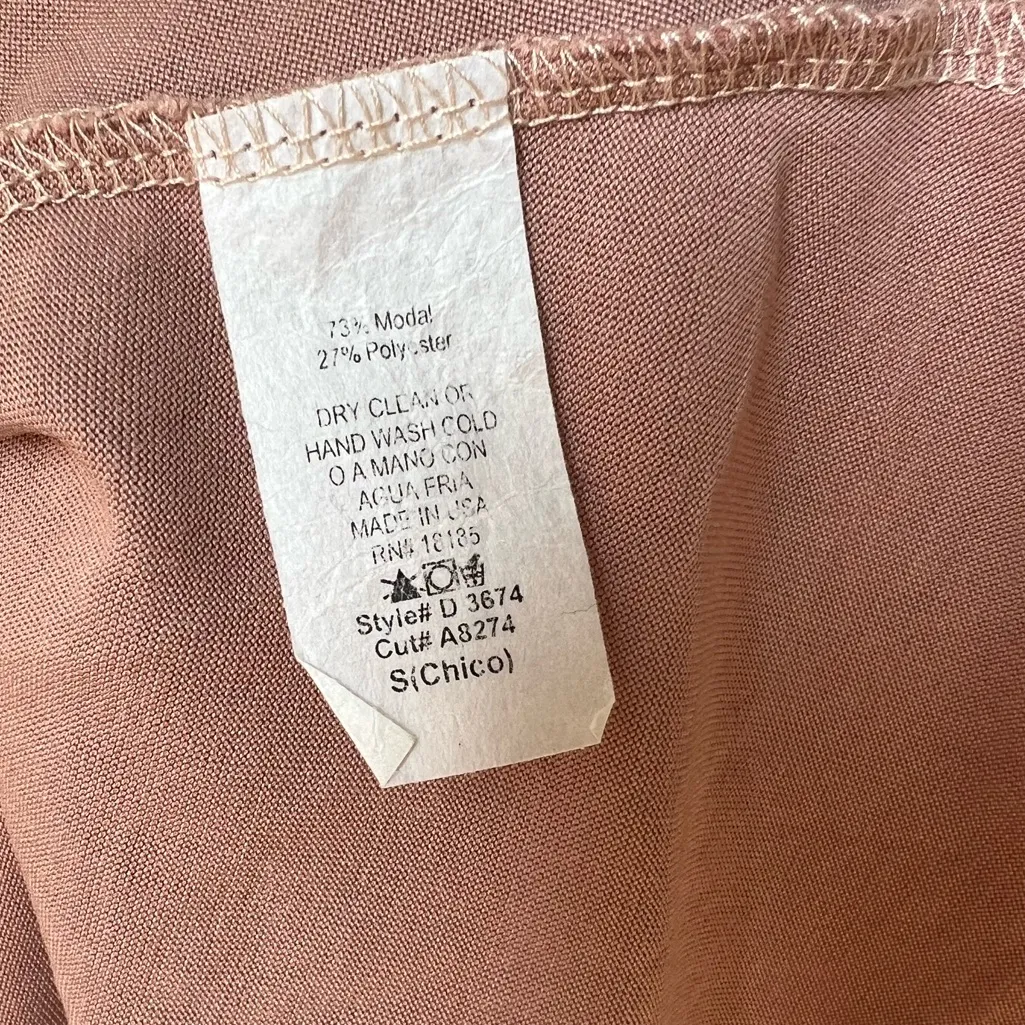 73% Modal
27% Polyester
DRY CLEAN OR
HAND WASH COLD
O A MANO CON
AGUA FRIA
MADE IN USA
RN# 18185
Style# D 3674
Cut# A8274
S(Chico)